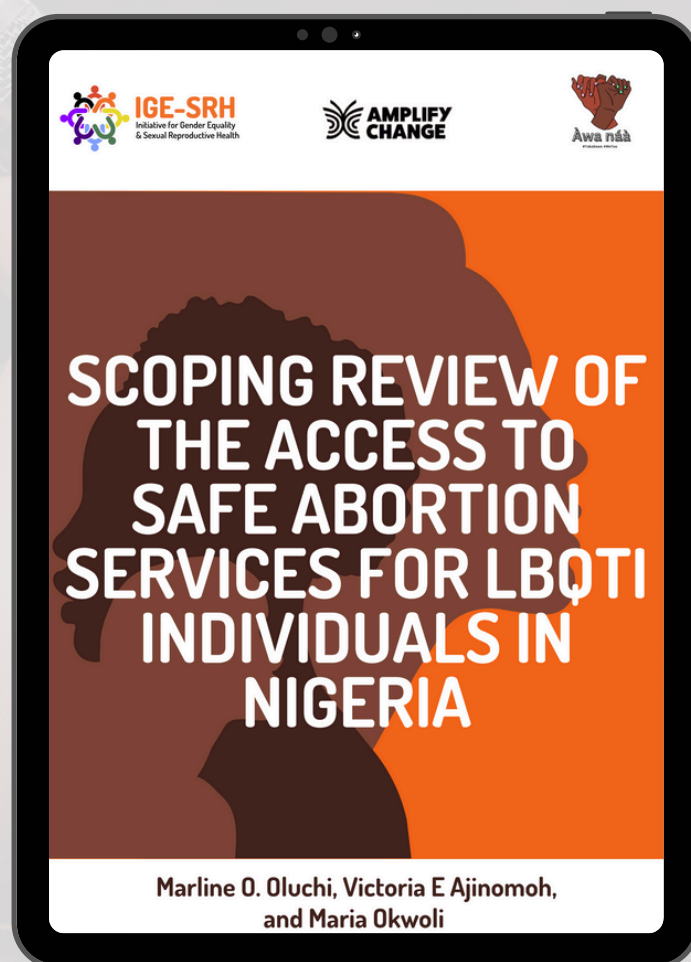 IGE-SRH
Initiative for Gender Equality
& Sexual Reproductive Health
AMPLIFY
CHANGE
Àwa náà
SCOPING REVIEW OF
THE ACCESS TO
SAFE ABORTION
SERVICES FOR LBQTI
INDIVIDUALS IN
NIGERIA
Marline O. Oluchi, Victoria E Ajinomoh,
and Maria Okwoli